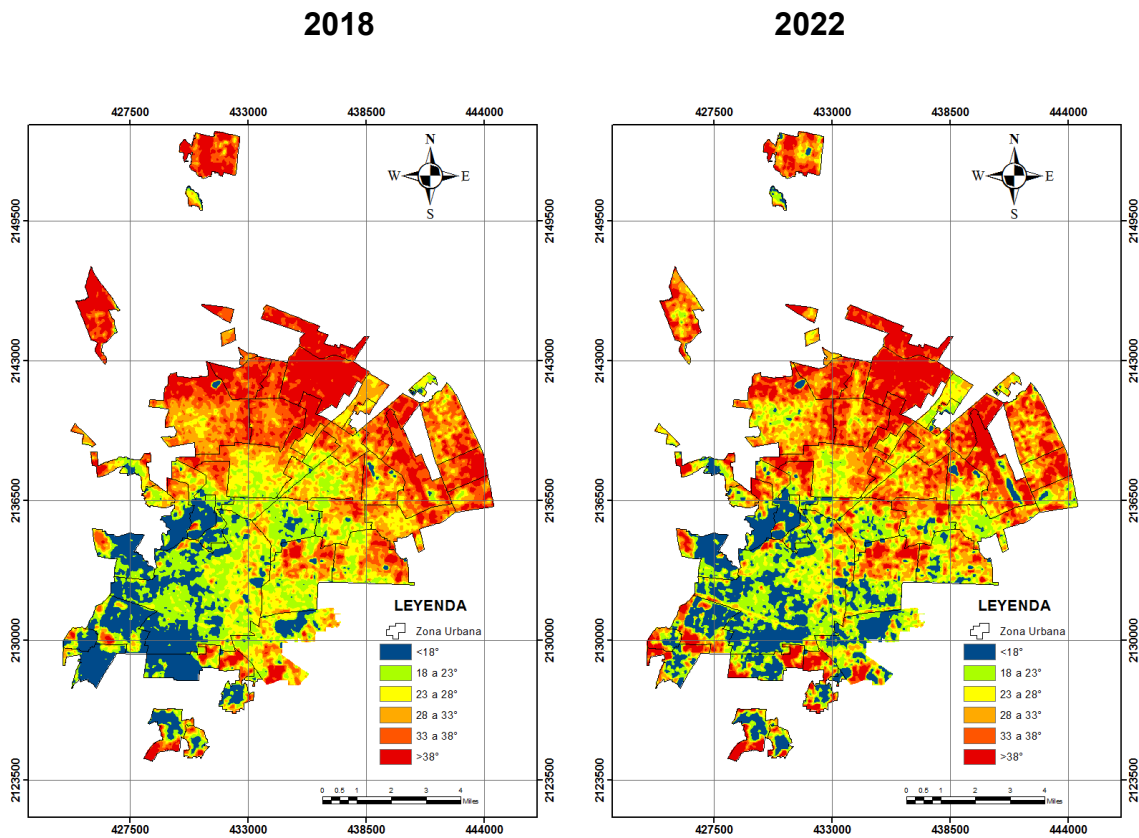 2018
2022
427500 433000 438500 444000
N
W E
S
2149500 2149500
2143000 2143000
2136500 2136500
2130000 2130000
2123500 2123500
LEYENDA
Zona Urbana
<18°
18 a 23°
23 a 28°
28 a 33°
33 a 38°
>38°
0 0.5 1 2 3 4
Miles
427500 433000 438500 444000
427500 433000 438500 444000
N
W E
S
2149500 2149500
2143000 2143000
2136500 2136500
2130000 2130000
2123500 2123500
LEYENDA
Zona Urbana
<18°
18 a 23°
23 a 28°
28 a 33°
33 a 38°
>38°
0 0.5 1 2 3 4
Miles
427500 433000 438500 444000